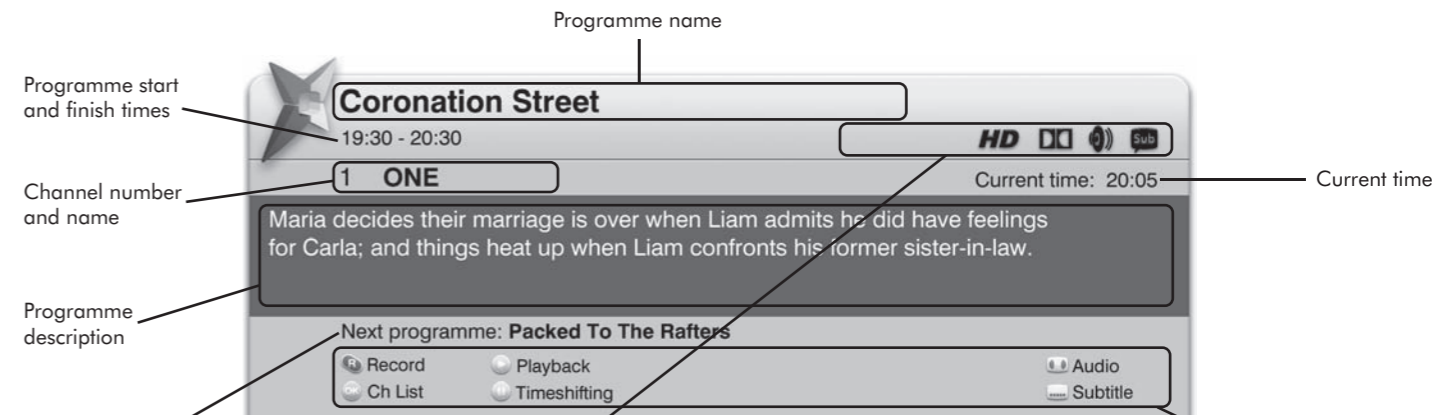 Programme name
Programme start
and finish times
Coronation Street
19:30 - 20:30
HD
Sub
Channel number
and name
1 ONE
Current time: 20:05
Current time
Maria decides their marriage is over when Liam admits he did have feelings
for Carla; and things heat up when Liam confronts his former sister-in-law.
Programme
description
Next programme: Packed To The Rafters
R Record
Playback
Audio
OK Ch List
Timeshifting
Subtitle